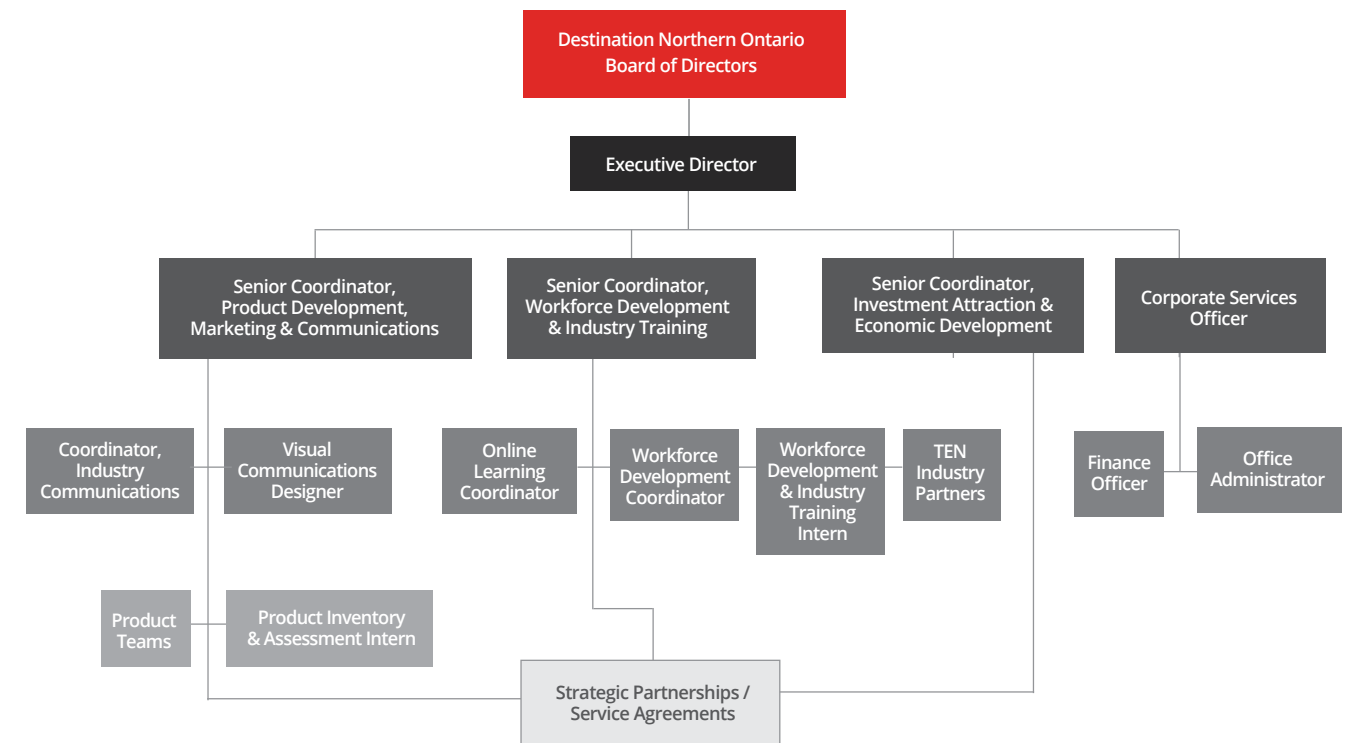 Destination Northern Ontario
Board of Directors
Executive Director
Senior Coordinator,
Product Development,
Marketing & Communications
Senior Coordinator,
Workforce Development
& Industry Training
Senior Coordinator,
Investment Attraction &
Economic Development
Corporate Services
Officer
Coordinator,
Industry
Communications
Visual
Communications
Designer
Online
Learning
Coordinator
Workforce
Development
Coordinator
Workforce
Development
& Industry
Training
Intern
TEN
Industry
Partners
Finance
Officer
Office
Administrator
Product
Teams
Product Inventory
& Assessment Intern
Strategic Partnerships /
Service Agreements